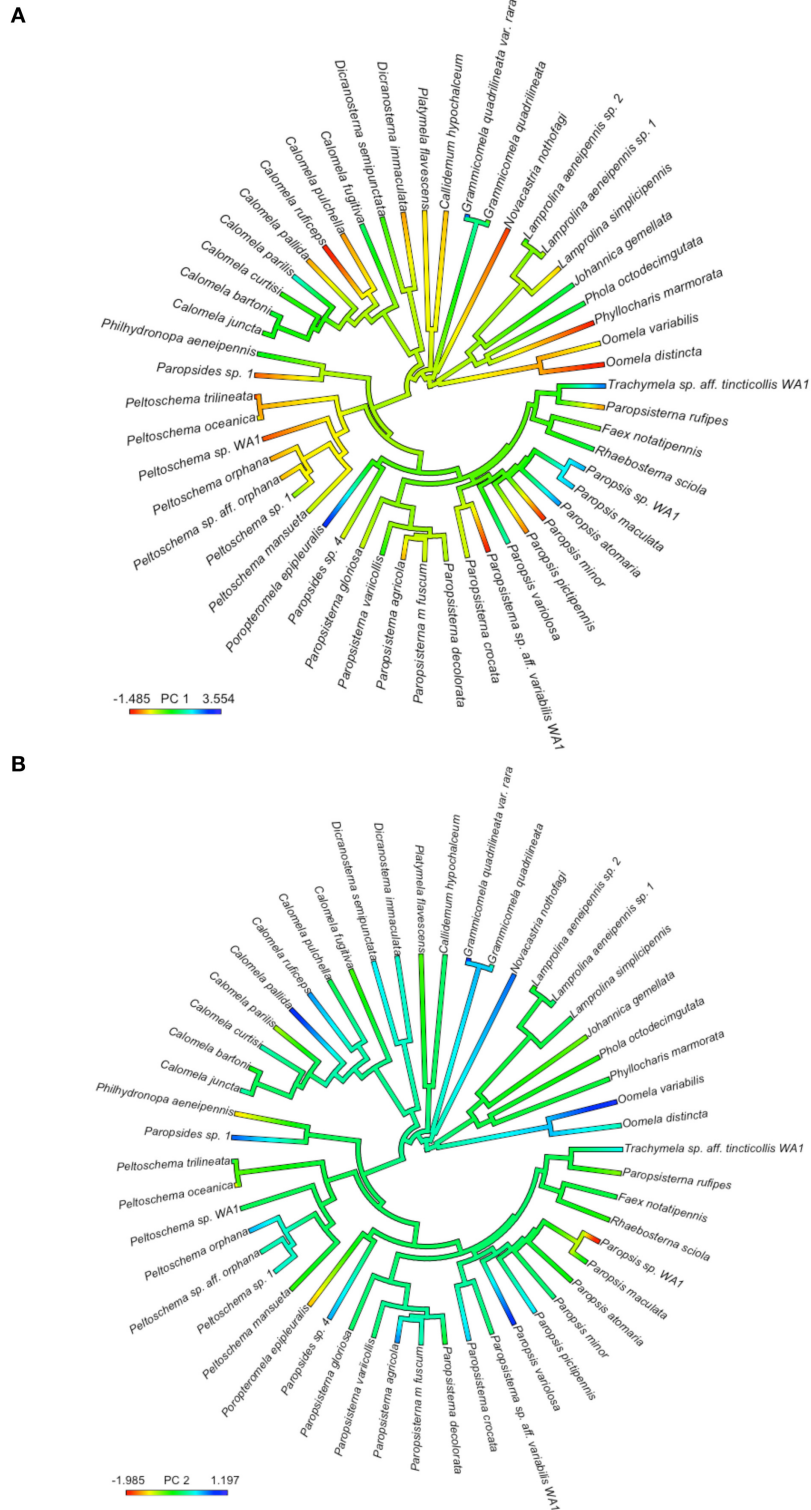 A
Philhydronopa aeneipennis
Calomela juncta
Calomela bartoni
Calomela curtisi
Calomela parilis
Calomela pallida
Calomela ruficeps
Calomela pulchella
Calomela fugitiva
Dicranosterna semipunctata
Dicranosterna immaculata
Platymela flavescens
Callidemum hypochalceum
Grammicomela quadrilineata var. rara
Grammicomela quadrilineata
Novacastria nothofagi
Lamprolina aeneipennis sp. 2
Lamprolina aeneipennis sp. 1
Lamprolina simplicipennis
Johannica gemellata
Phola octodecimgutata
Phyllocharis marmorata
Oomela variabilis
Oomela distincta
Trachymela sp. aff. tincticollis WA1
Paropsisterna rufipes
Faex notatipennis
Rhaebosterna sciola
Paropsis sp. WA1
Paropsis maculata
Paropsis atomaria
Paropsis minor
Paropsis pictipennis
Paropsis variolosa
Paropsisterna sp. aff. variabilis WA1
Paropsisterna crocata
Paropsisterna decolorata
Paropsisterna m fuscum
Paropsisterna agricola
Paropsisterna variicollis
Paropsisterna gloriosa
Paropsides sp. 4
Poropteromela epipleuralis
Peltoschema mansueta
Peltoschema sp. 1
Peltoschema sp. aff. orphana
Peltoschema orphana
Peltoschema sp. WA1
Peltoschema oceanica
Peltoschema trilineata
Paropsides sp. 1
-1.485 PC 1 3.554
B
Philhydronopa aeneipennis
Calomela juncta
Calomela bartoni
Calomela curtisi
Calomela parilis
Calomela pallida
Calomela ruficeps
Calomela pulchella
Calomela fugitiva
Dicranosterna semipunctata
Dicranosterna immaculata
Platymela flavescens
Callidemum hypochalceum
Grammicomela quadrilineata var. rara
Grammicomela quadrilineata
Novacastria nothofagi
Lamprolina aeneipennis sp. 2
Lamprolina aeneipennis sp. 1
Lamprolina simplicipennis
Johannica gemellata
Phola octodecimgutata
Phyllocharis marmorata
Oomela variabilis
Oomela distincta
Trachymela sp. aff. tincticollis WA1
Paropsisterna rufipes
Faex notatipennis
Rhaebosterna sciola
Paropsis sp. WA1
Paropsis maculata
Paropsis atomaria
Paropsis minor
Paropsis pictipennis
Paropsis variolosa
Paropsisterna sp. aff. variabilis WA1
Paropsisterna crocata
Paropsisterna decolorata
Paropsisterna m fuscum
Paropsisterna agricola
Paropsisterna variicollis
Paropsisterna gloriosa
Paropsides sp. 4
Poropteromela epipleuralis
Peltoschema mansueta
Peltoschema sp. 1
Peltoschema sp. aff. orphana
Peltoschema orphana
Peltoschema sp. WA1
Peltoschema oceanica
Peltoschema trilineata
Paropsides sp. 1
-1.985 PC 2 1.197